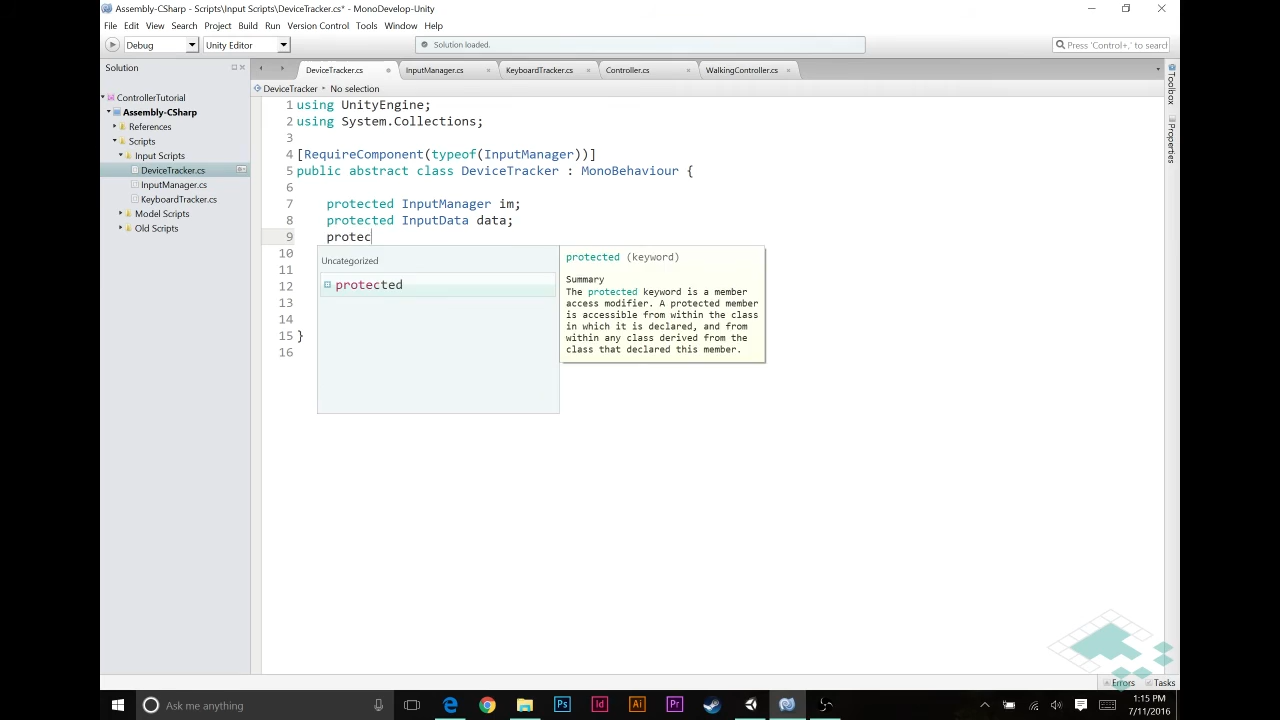 Assembly-CSharp - Scripts\Input Scripts\DeviceTracker.cs* - MonoDevelop-Unity
File Edit View Search Project Build Run Version Control Tools Window Help
Debug Unity Editor Solution loaded. Press 'Control+,' to search
Solution DeviceTracker.cs InputManager.cs KeyboardTracker.cs Controller.cs WalkingController.cs
DeviceTracker No selection
ControllerTutorial
Assembly-CSharp
References
Scripts
Input Scripts
DeviceTracker.cs
InputManager.cs
KeyboardTracker.cs
Model Scripts
Old Scripts
1 using UnityEngine;
2 using System.Collections;
3
4 [RequireComponent(typeof(InputManager))]
5 public abstract class DeviceTracker : MonoBehaviour {
6
7 protected InputManager im;
8 protected InputData data;
9 protec
10
11
12
13
14
15 }
16
Uncategorized
protected
protected (keyword)
Summary
The protected keyword is a member
access modifier. A protected member
is accessible from within the class
in which it is declared, and from
within any class derived from the
class that declared this member.
Toolbox
Properties
Errors Tasks
Ask me anything
Ps Id Ai Pr
1:15 PM
7/11/2016